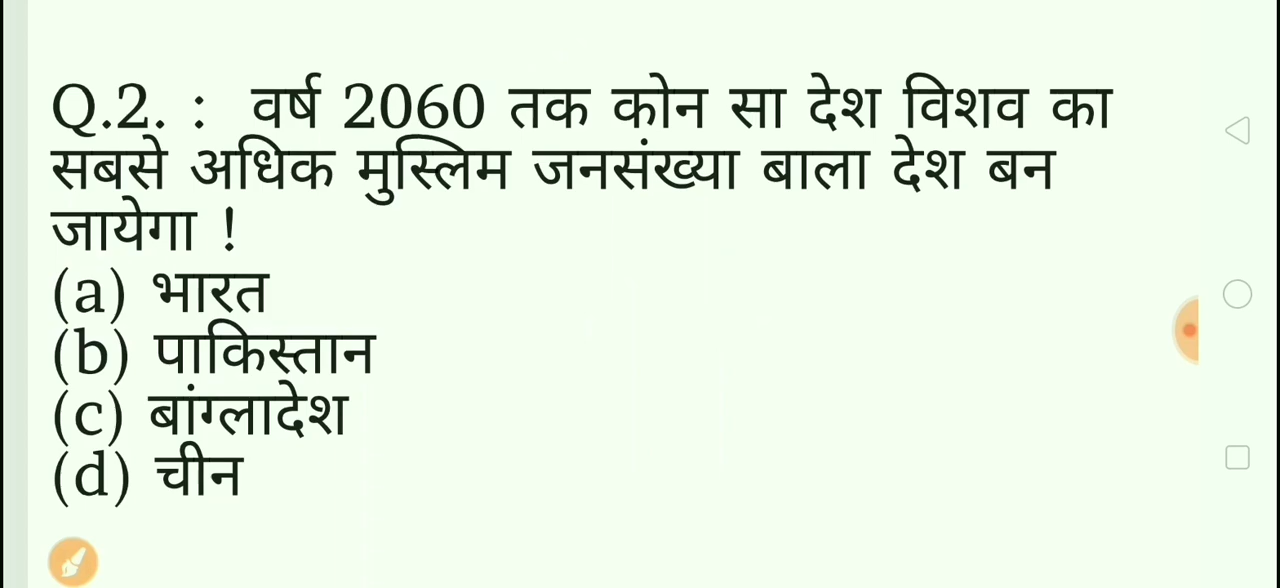 Q.2. : वर्ष 2060 तक कोन सा देश विशव का
सबसे अधिक मुस्लिम जनसंख्या बाला देश बन
जायेगा !
(a) भारत
(b) पाकिस्तान
(c) बांग्लादेश
(d) चीन